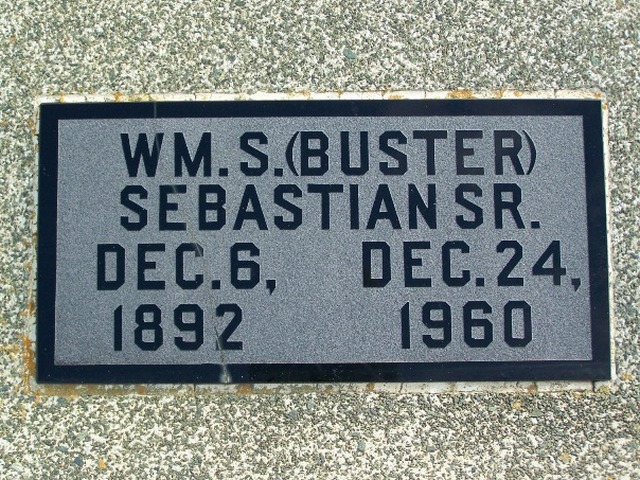 WM. S. (BUSTER)
SEBASTIAN SR.
DEC. 6, DEC. 24,
1892 1960